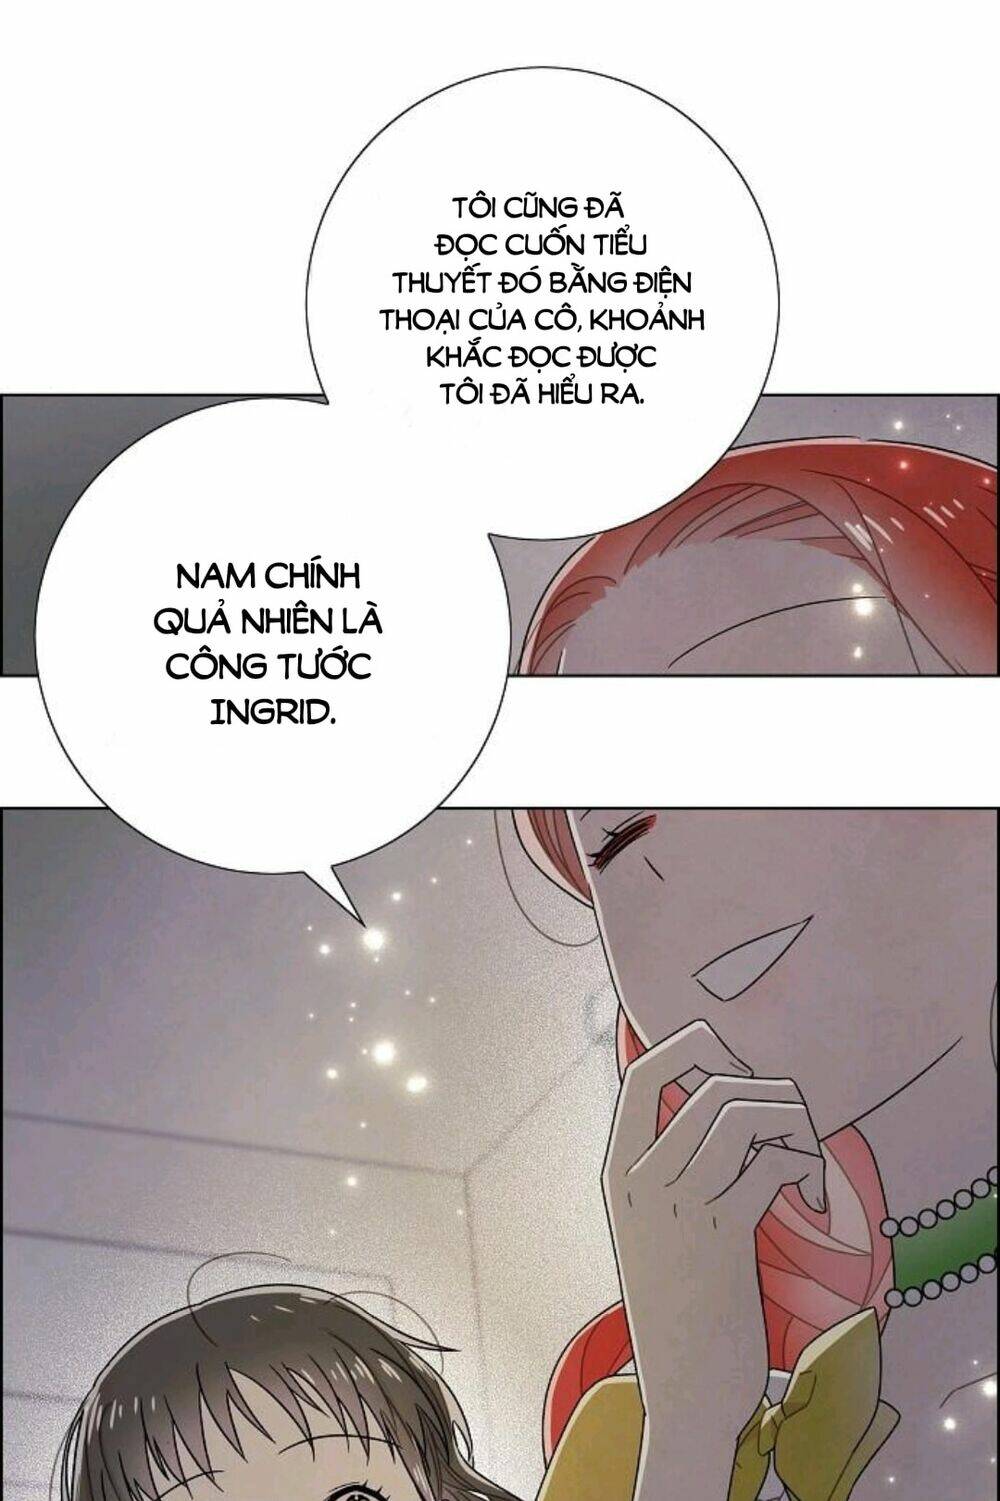 TÔI CŨNG ĐÃ
ĐỌC CUỐN TIỂU
THUYẾT ĐÓ BẰNG ĐIỆN
THOẠI CỦA CÔ, KHOẢNH
KHẮC ĐỌC ĐƯỢC
TÔI ĐÃ HIỂU RA.
NAM CHÍNH
QUẢ NHIÊN LÀ
CÔNG TƯỚC
INGRID.